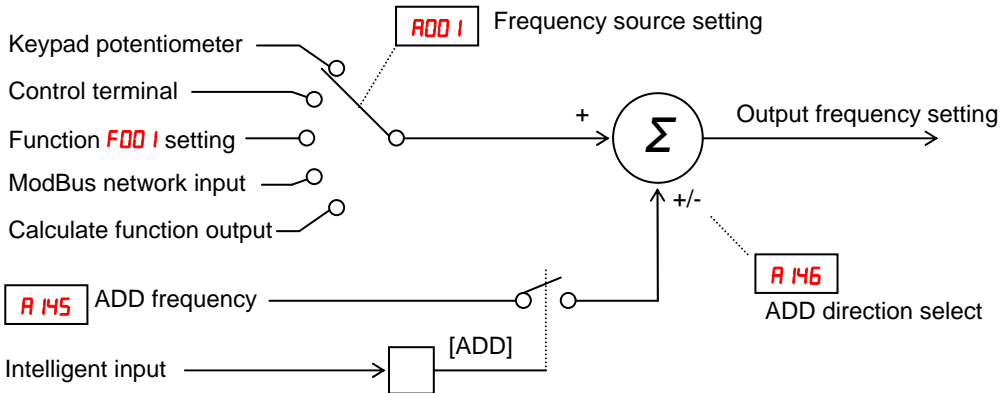 A001 Frequency source setting
Keypad potentiometer
Control terminal
Function F001 setting
ModBus network input
Calculate function output
+
Σ
Output frequency setting
+/-
A145 ADD frequency
A146
ADD direction select
[ADD]
Intelligent input